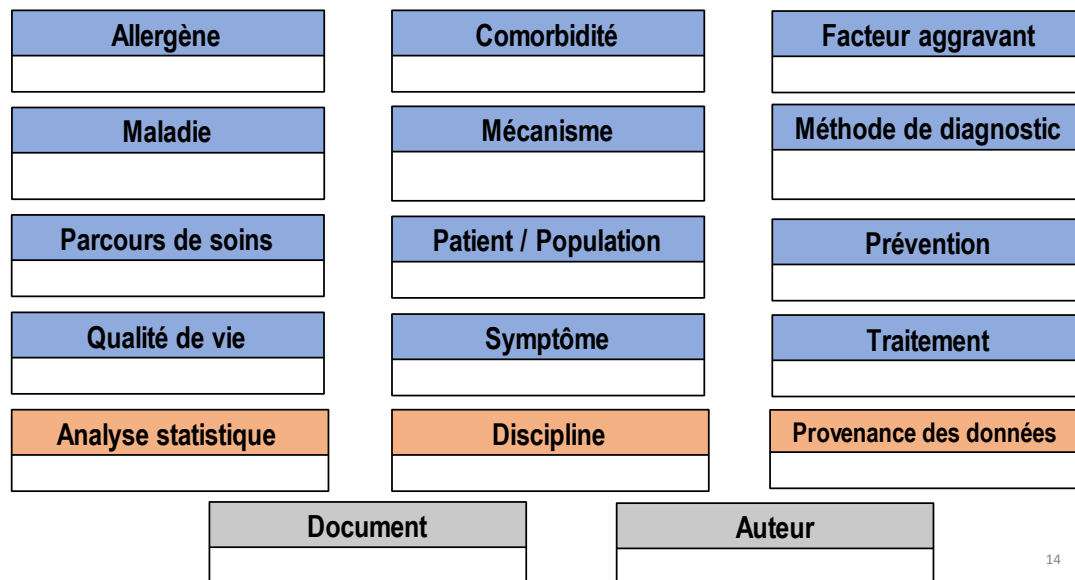 Allergène
Comorbidité
Facteur aggravant
Maladie
Mécanisme
Méthode de diagnostic
Parcours de soins
Patient / Population
Prévention
Qualité de vie
Symptôme
Traitement
Analyse statistique
Discipline
Provenance des données
Document
Auteur
14